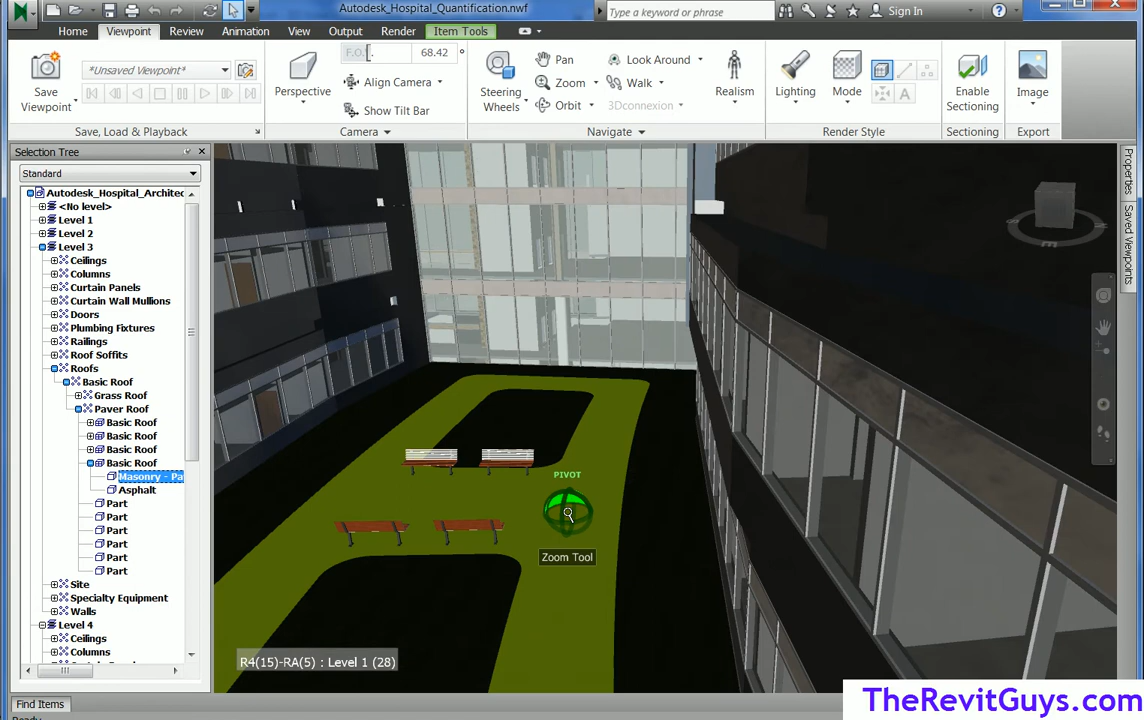 Autodesk_Hospital_Quantification.nwf
Type a keyword or phrase
Sign In
Home
Viewpoint
Review
Animation
View
Output
Render
Item Tools
Save
Viewpoint
*Unsaved Viewpoint*
Save, Load & Playback
Perspective
F.O.
68.42
°
Align Camera
Show Tilt Bar
Camera
Steering
Wheels
Pan
Zoom
Orbit
Look Around
Walk
3Dconnexion
Navigate
Realism
Lighting
Mode
Render Style
Enable
Sectioning
Sectioning
Image
Export
Selection Tree
Standard
Autodesk_Hospital_Architec
<No level>
Level 1
Level 2
Level 3
Ceilings
Columns
Curtain Panels
Curtain Wall Mullions
Doors
Plumbing Fixtures
Railings
Roof Soffits
Roofs
Basic Roof
Grass Roof
Paver Roof
Basic Roof
Basic Roof
Basic Roof
Basic Roof
Masonry - Pa
Asphalt
Part
Part
Part
Part
Part
Part
Site
Specialty Equipment
Walls
Level 4
Ceilings
Columns
PIVOT
Zoom Tool
R4(15)-RA(5) : Level 1 (28)
Properties
Saved Viewpoints
Find Items
TheRevitGuys.com